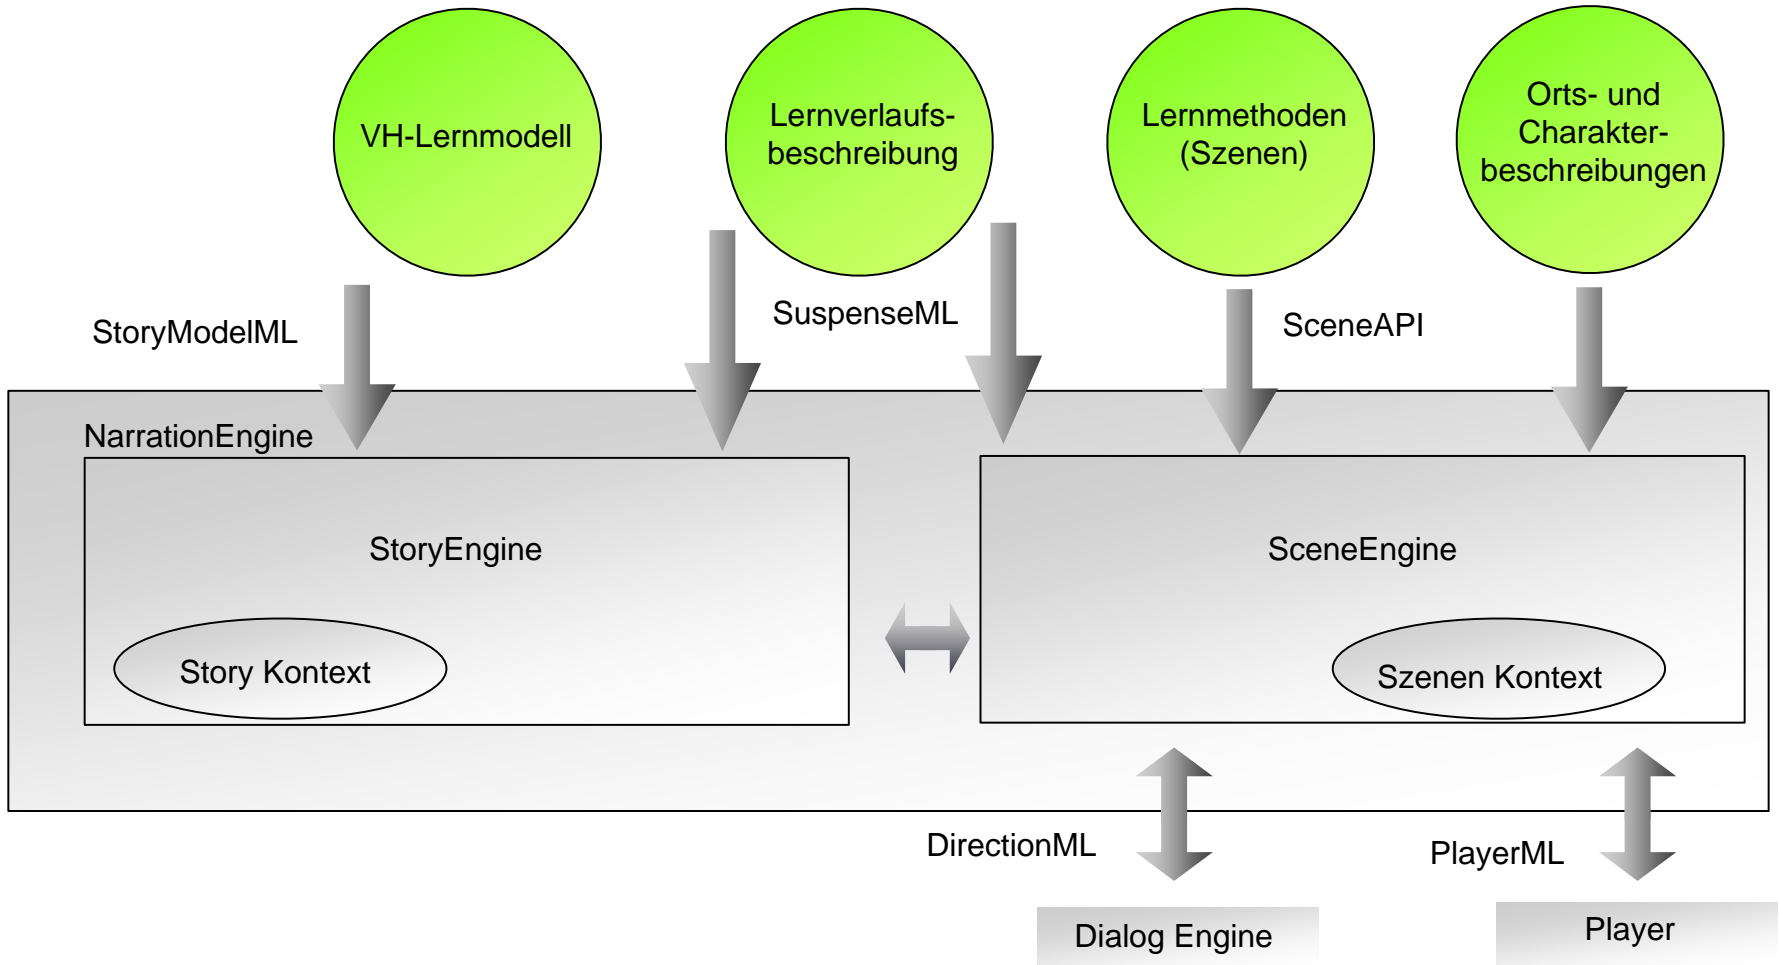 VH-Lernmodell
Lernverlaufs-
beschreibung
Lernmethoden
(Szenen)
Orts- und
Charakter-
beschreibungen
StoryModelML
SuspenseML
SceneAPI
NarrationEngine
StoryEngine
SceneEngine
Story Kontext
Szenen Kontext
DirectionML
PlayerML
Dialog Engine
Player